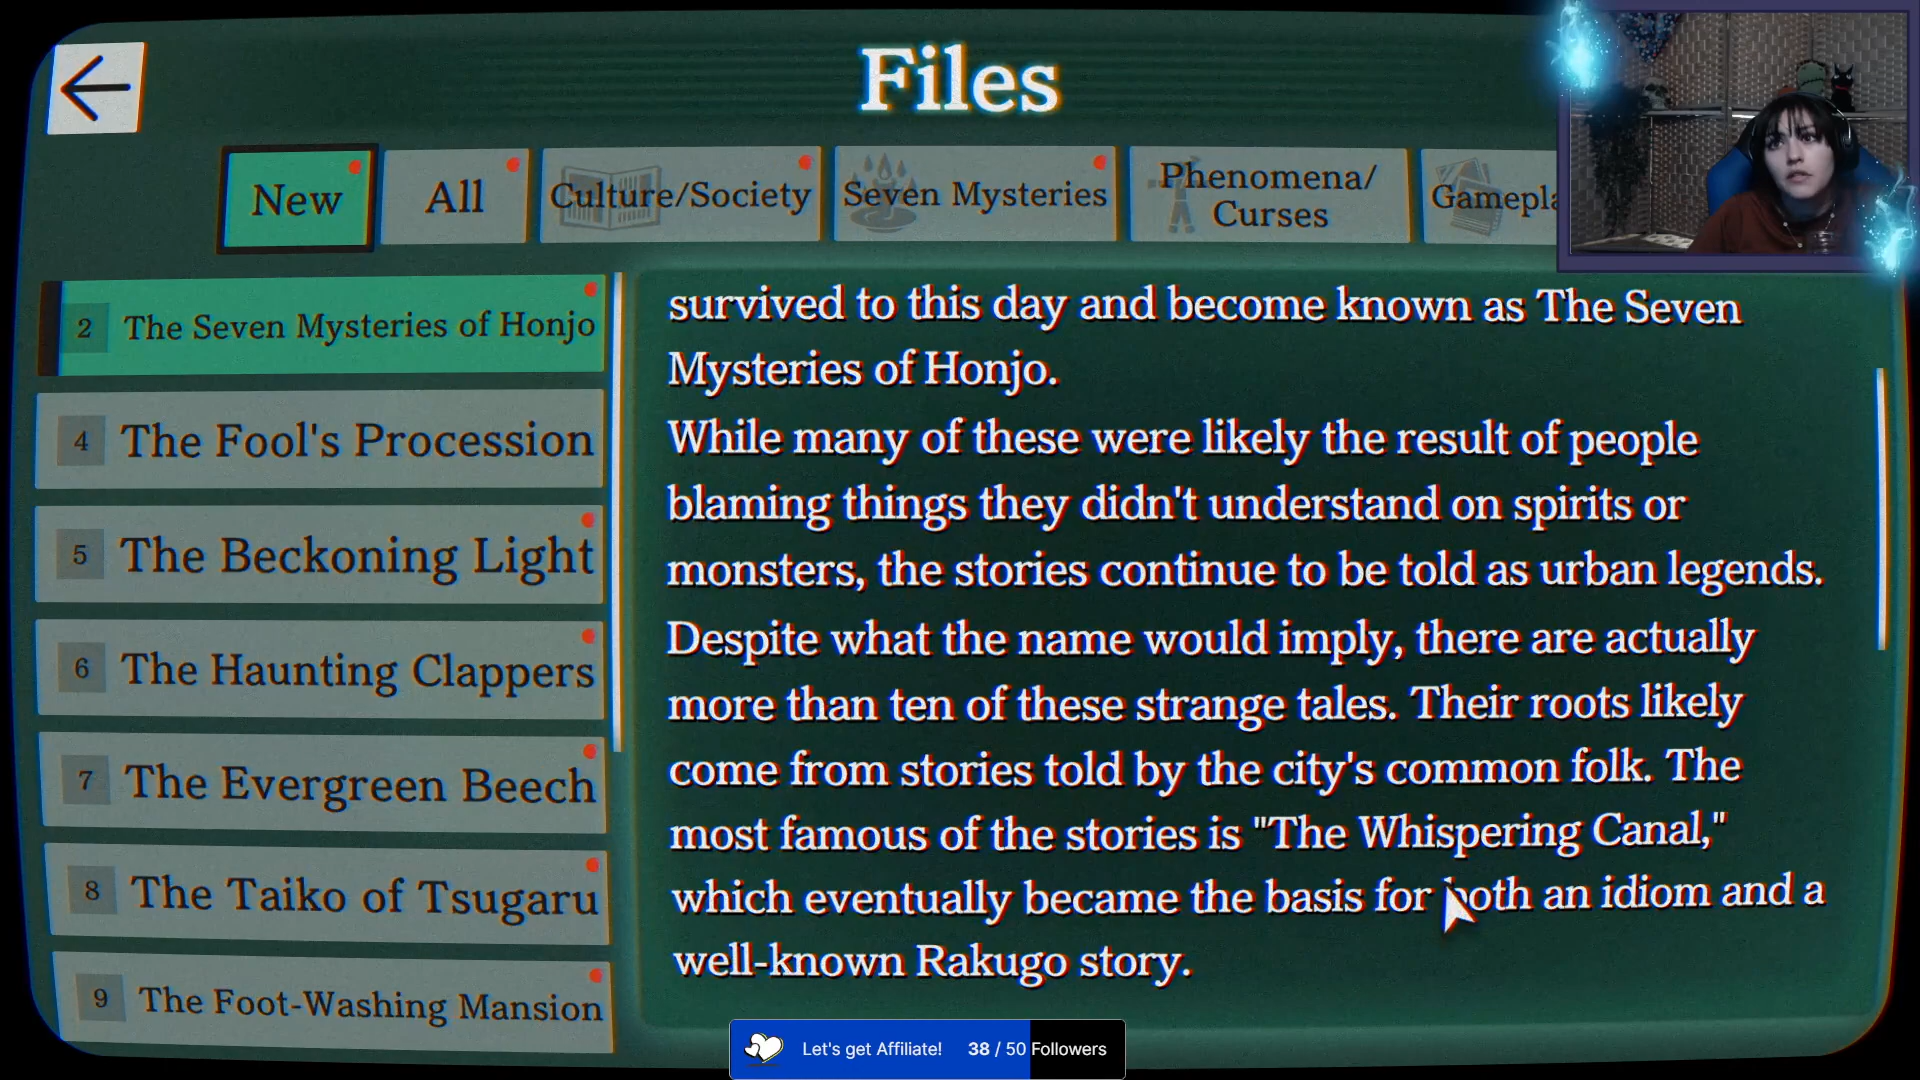 Files
New
All
Culture/Society
Seven Mysteries
Phenomena/
Curses
2 The Seven Mysteries of Honjo
4 The Fool's Procession
5 The Beckoning Light
6 The Haunting Clappers
7 The Evergreen Beech
8 The Taiko of Tsugaru
9 The Foot-Washing Mansion
survived to this day and become known as The Seven
Mysteries of Honjo.
While many of these were likely the result of people
blaming things they didn't understand on spirits or
monsters, the stories continue to be told as urban legends.
Despite what the name would imply, there are actually
more than ten of these strange tales. Their roots likely
come from stories told by the city's common folk. The
most famous of the stories is "The Whispering Canal,"
which eventually became the basis for both an idiom and a
well-known Rakugo story.
Let's get Affiliate! 38 / 50 Followers